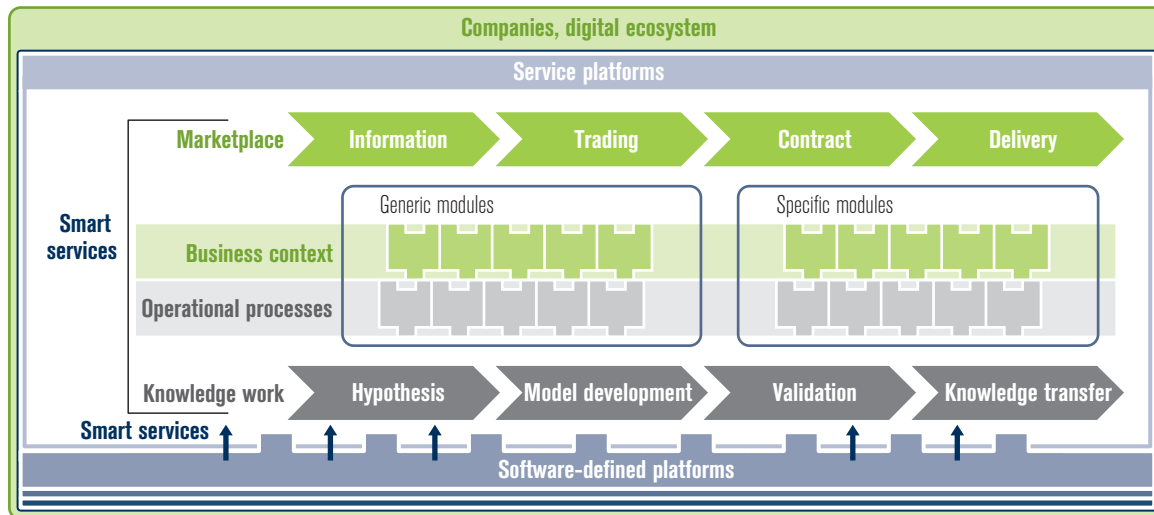 Companies, digital ecosystem
Service platforms
Marketplace
Information
Trading
Contract
Delivery
Generic modules
Specific modules
Smart
services
Business context
Operational processes
Knowledge work
Hypothesis
Model development
Validation
Knowledge transfer
Smart services
Software-defined platforms